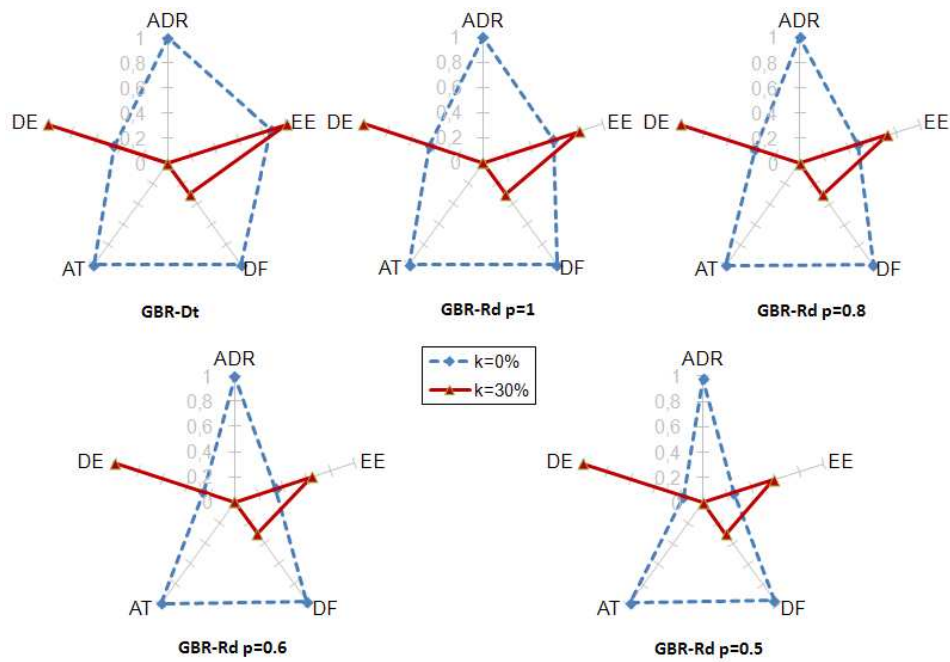 ADR
1
0,8
0,6
0,4
0,2
0
DE
EE
AT
DF
GBR-Dt
ADR
1
0,8
0,6
0,4
0,2
0
DE
EE
AT
DF
GBR-Rd p=1
ADR
1
0,8
0,6
0,4
0,2
0
DE
EE
AT
DF
GBR-Rd p=0.8
k=0%
k=30%
ADR
1
0,8
0,6
0,4
0,2
0
DE
EE
AT
DF
GBR-Rd p=0.6
ADR
1
0,8
0,6
0,4
0,2
0
DE
EE
AT
DF
GBR-Rd p=0.5